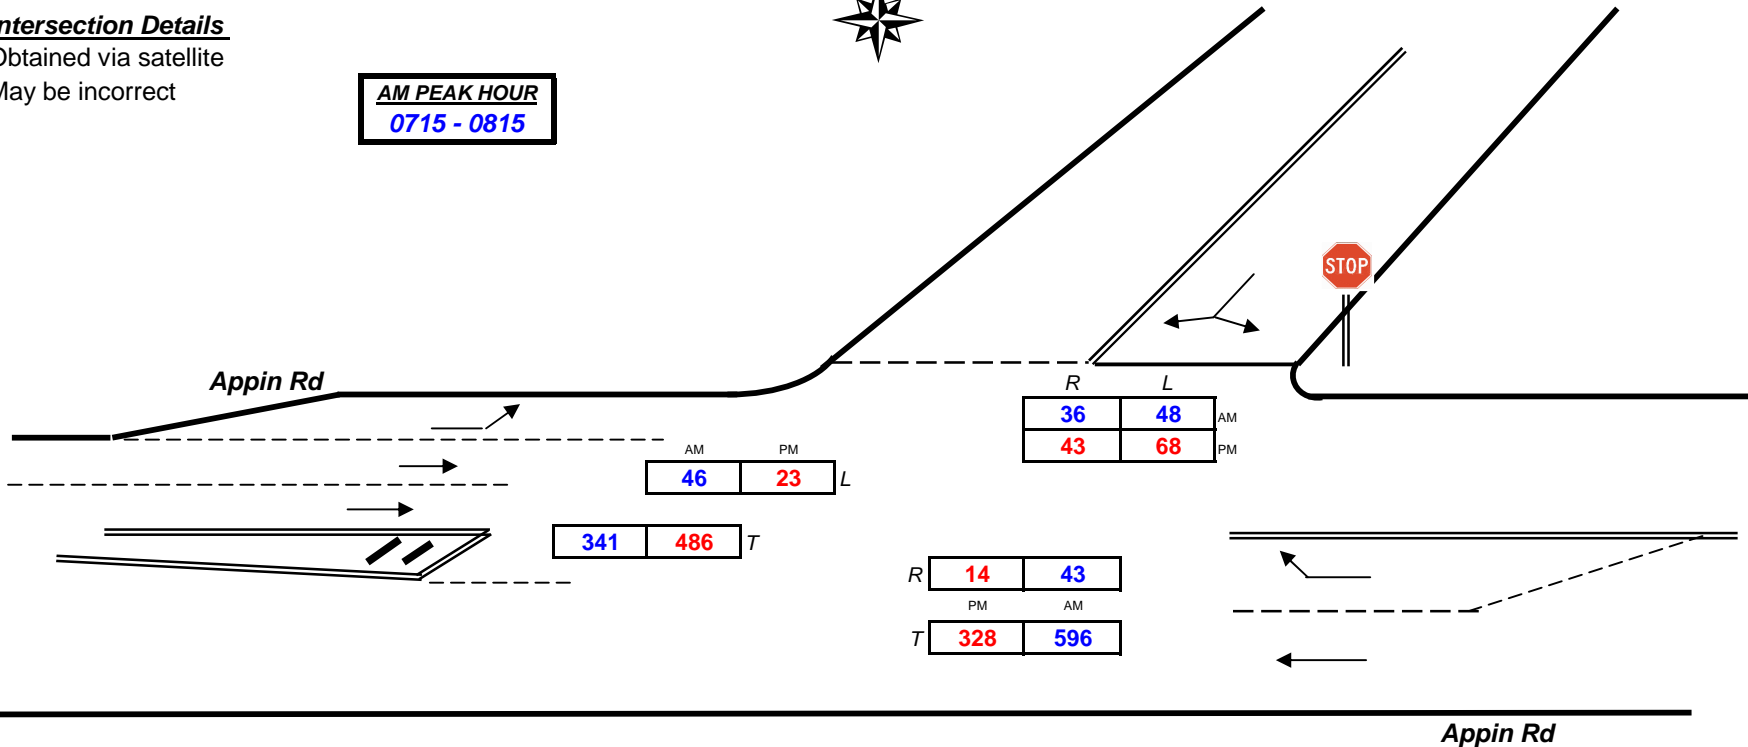 ntersection Details
Obtained via satellite
May be incorrect
AM PEAK HOUR
0715 - 0815
STOP
Appin Rd
R L
36 48 AM
43 68 PM
AM PM
46 23 L
341 486 T
R 14 43
PM AM
T 328 596
Appin Rd